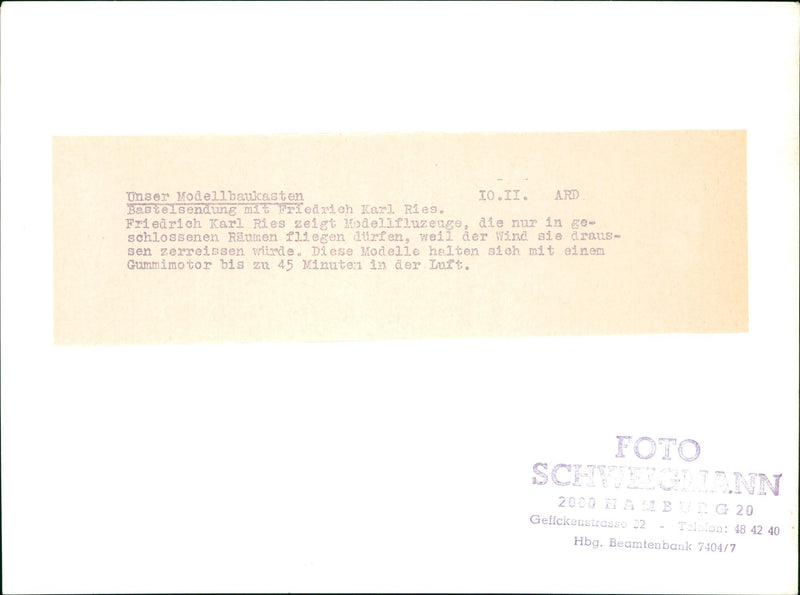 Unser Modellbaukasten IO.II. ARD
Bastelsendung mit Friedrich Karl Ries.
Friedrich Karl Ries zeigt Modellfluzeuge, die nur in ge-
schlossenen Räumen fliegen dürfen, weil der Wind sie draus-
sen zerreissen würde. Diese Modelle halten sich mit einem
Gummimotor bis zu 45 Minuten in der Luft.
FOTO
SCHWEIGMANN
2000 HAMBURG 20
Geffckenstrasse 32 - Telefon: 48 42 40
Hbg. Beamtenbank 7404/7